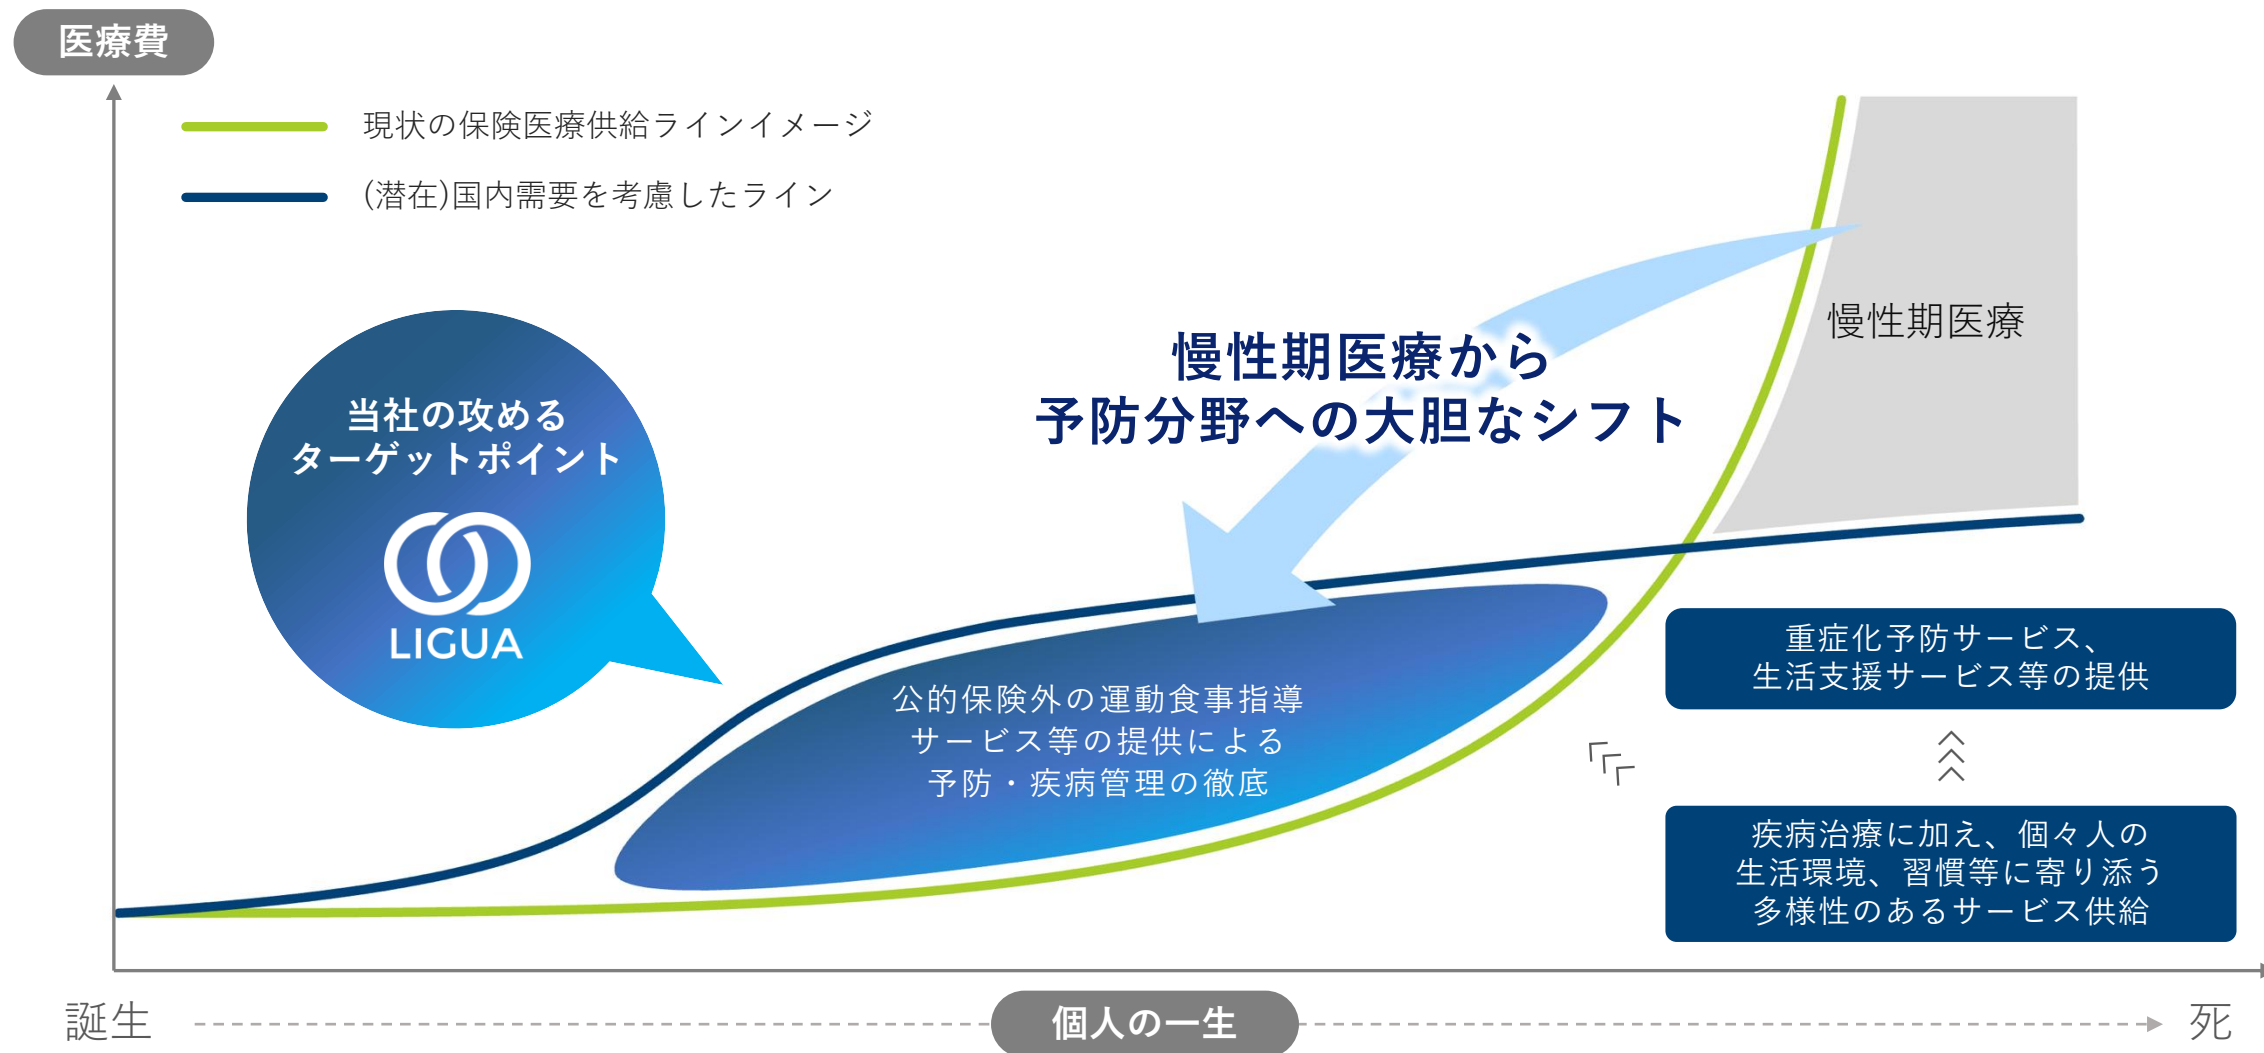 医療費
現状の保険医療供給ラインイメージ
(潜在)国内需要を考慮したライン
当社の攻める
ターゲットポイント
LIGUA
慢性期医療から
予防分野への大胆なシフト
慢性期医療
公的保険外の運動食事指導
サービス等の提供による
予防・疾病管理の徹底
重症化予防サービス、
生活支援サービス等の提供
疾病治療に加え、個々人の
生活環境、習慣等に寄り添う
多様性のあるサービス供給
誕生
個人の一生
死